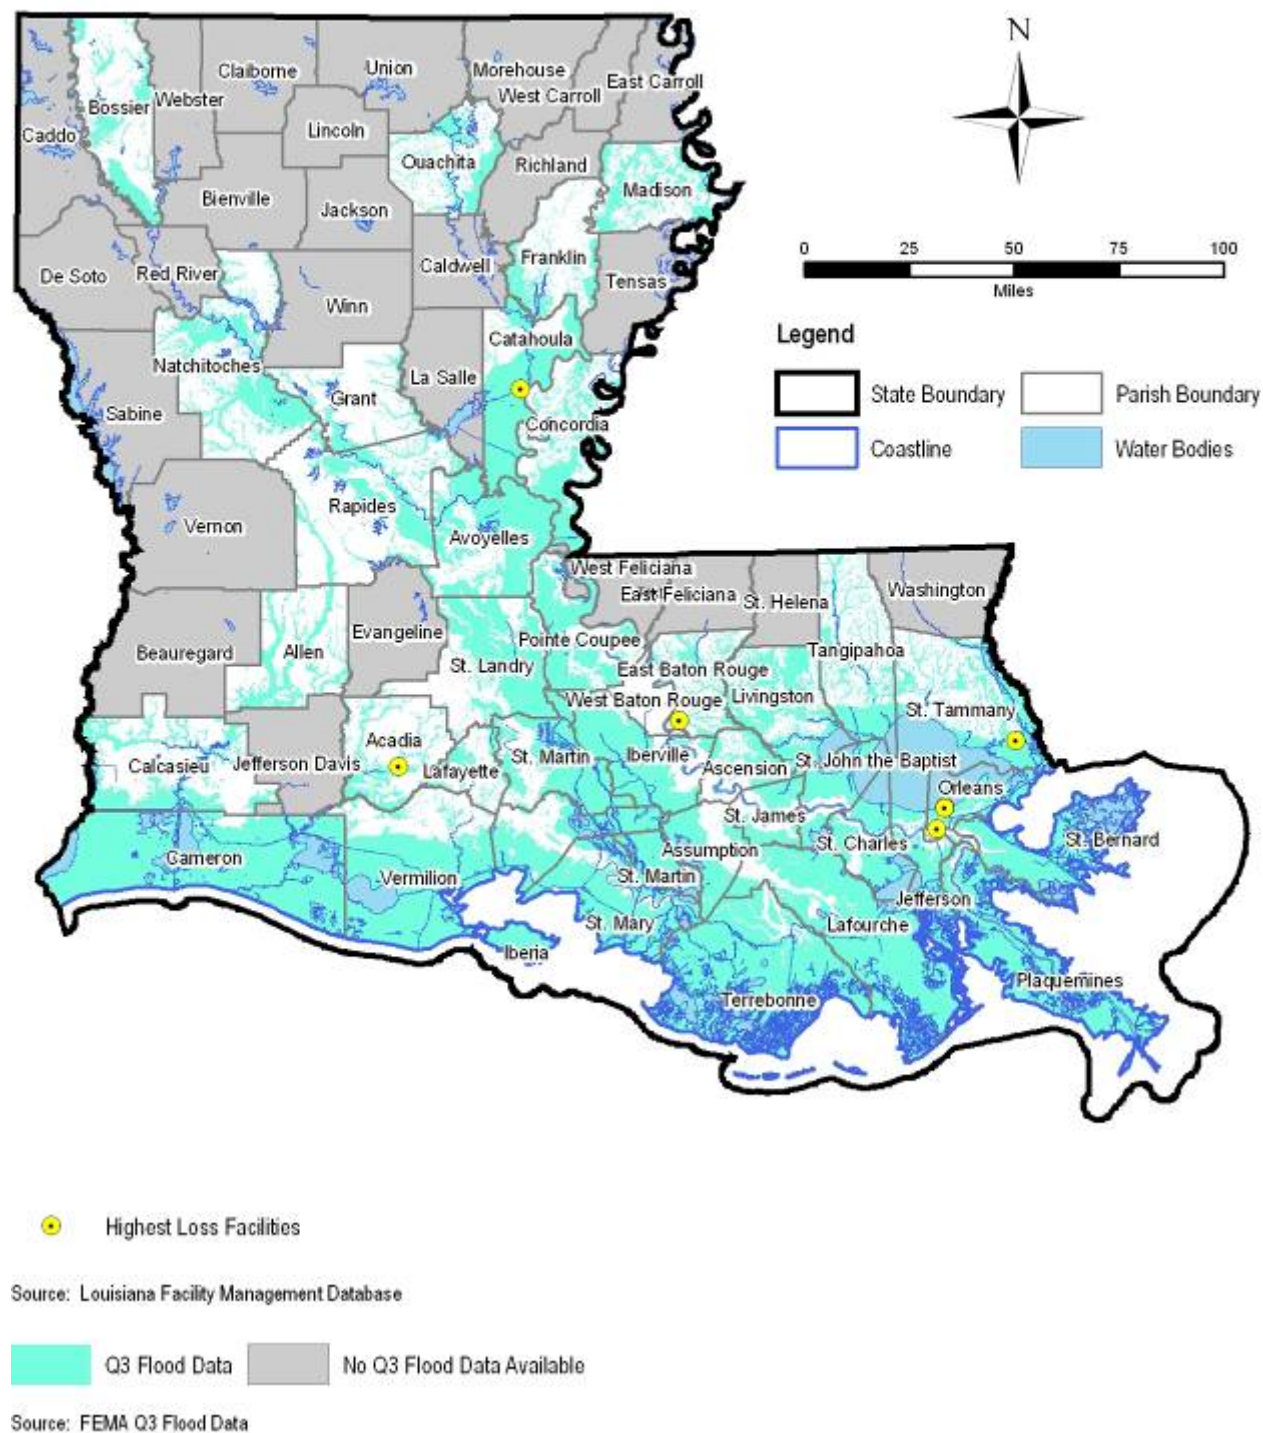 N
Claiborne
Union
Morehouse
East Carroll
West Carroll
Webster
Bossier
Caddo
Lincoln
Ouachita
Richland
Madison
Bienville
Jackson
0 25 50 75 100
Miles
De Soto
Red River
Caldwell
Franklin
Tensas
Winn
Legend
Catahoula
Natchitoches
La Salle
Grant
State Boundary
Parish Boundary
Sabine
Concordia
Coastline
Water Bodies
Rapides
Vernon
Avoyelles
West Feliciana
East Feliciana
St. Helena
Washington
Evangeline
Pointe Coupee
Beauregard
Allen
Tangipahoa
St. Landry
East Baton Rouge
West Baton Rouge
Livingston
St. Tammany
Acadia
Calcasieu
Jefferson Davis
Lafayette
St. Martin
Iberville
Ascension
St. John the Baptist
Orleans
St. James
St. Charles
St. Bernard
Cameron
Assumption
Vermilion
St. Martin
Jefferson
St. Mary
Lafourche
Iberia
Plaquemines
Terrebonne
Highest Loss Facilities
Source: Louisiana Facility Management Database
Q3 Flood Data
No Q3 Flood Data Available
Source: FEMA Q3 Flood Data